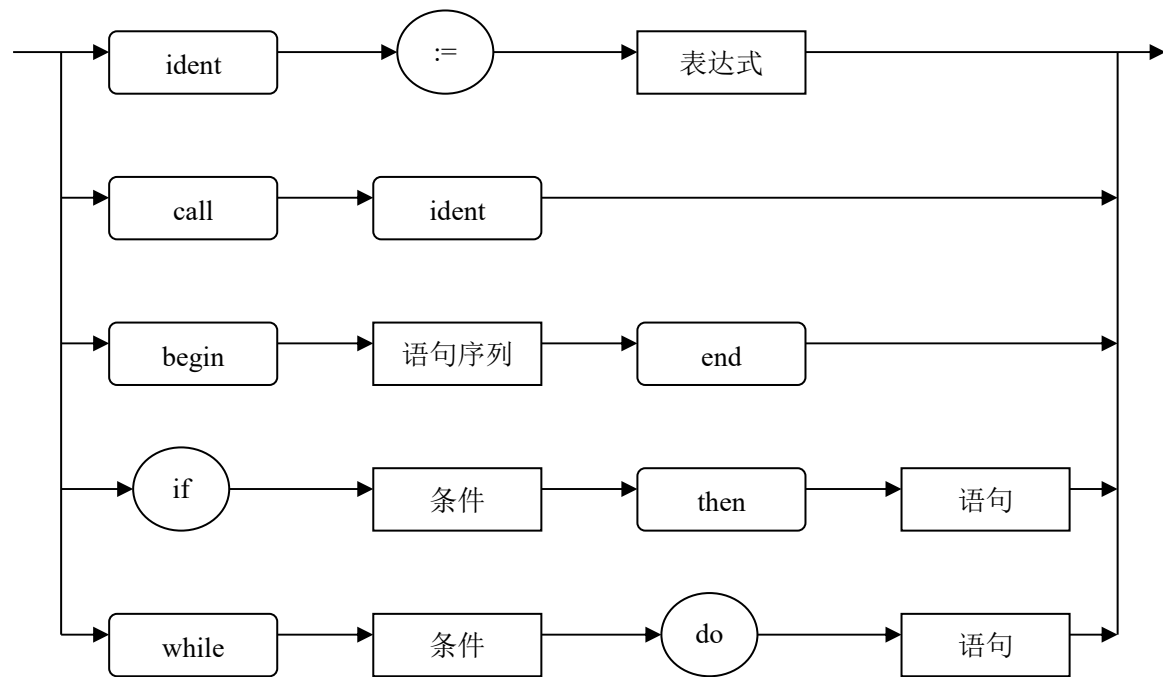 ident := 表达式
call ident
begin 语句序列 end
if 条件 then 语句
while 条件 do 语句